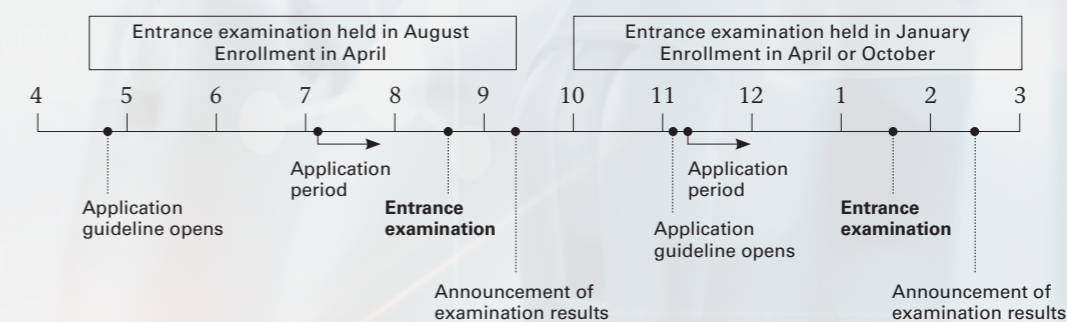 Entrance examination held in August
Enrollment in April
Entrance examination held in January
Enrollment in April or October
4 5 6 7 8 9 10 11 12 1 2 3
Application
period
Application
guideline opens
Entrance
examination
Announcement of
examination results
Application
period
Application
guideline opens
Entrance
examination
Announcement of
examination results